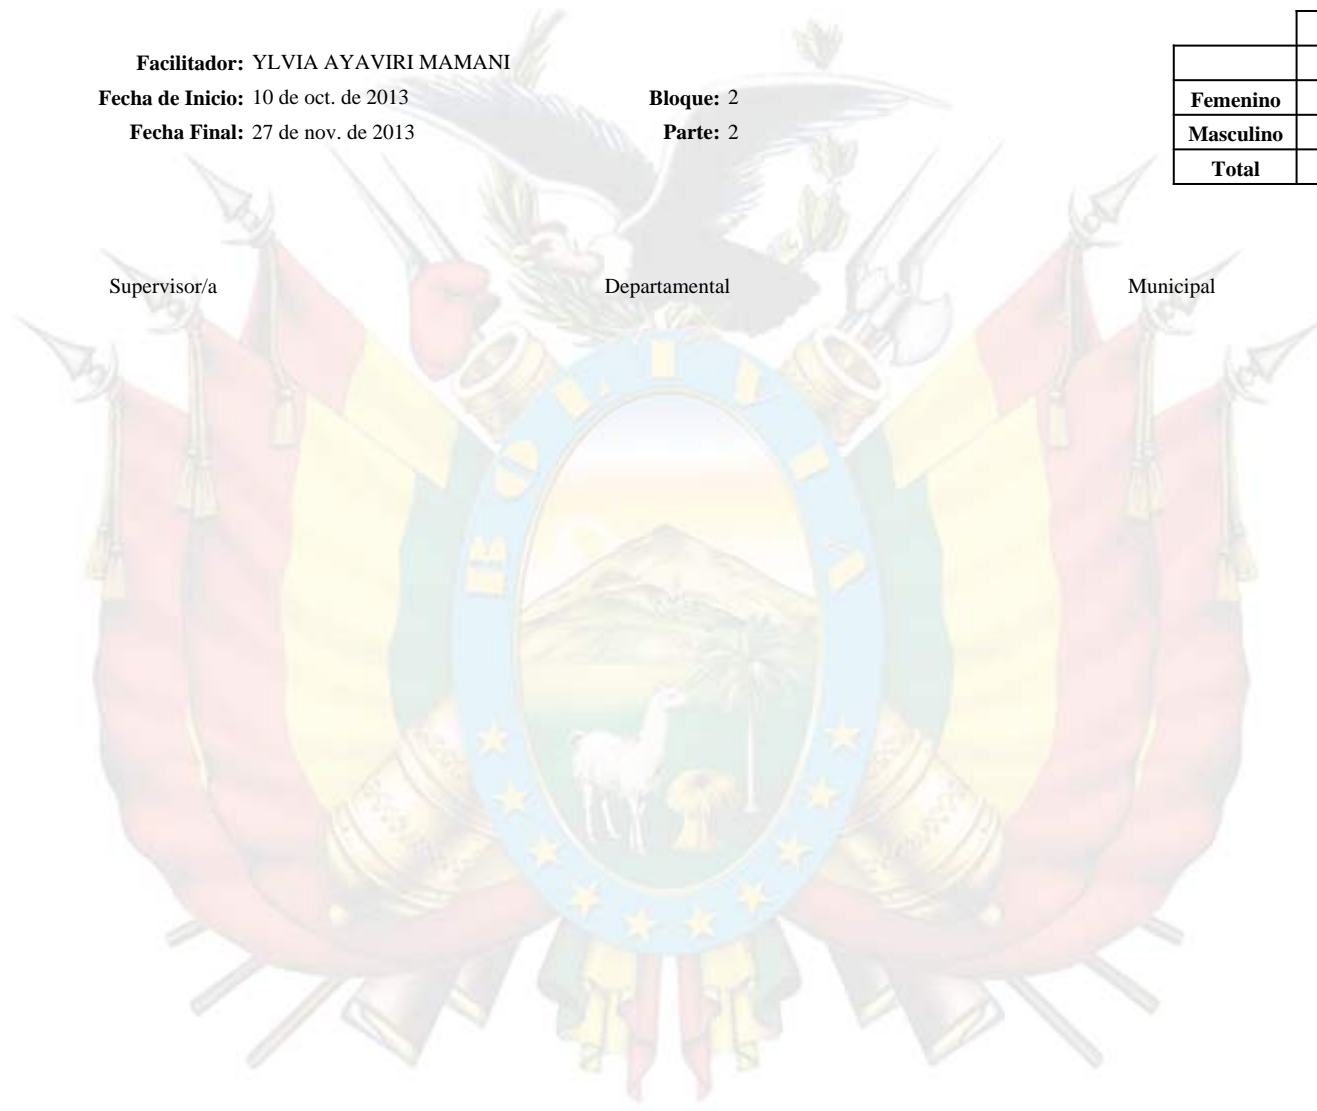 Facilitador: YLVIA AYAVIRI MAMANI
Fecha de Inicio: 10 de oct. de 2013 Bloque: 2
Fecha Final: 27 de nov. de 2013 Parte: 2
Femenino
Masculino
Total
Supervisor/a Departamental Municipal
BOLIVIA